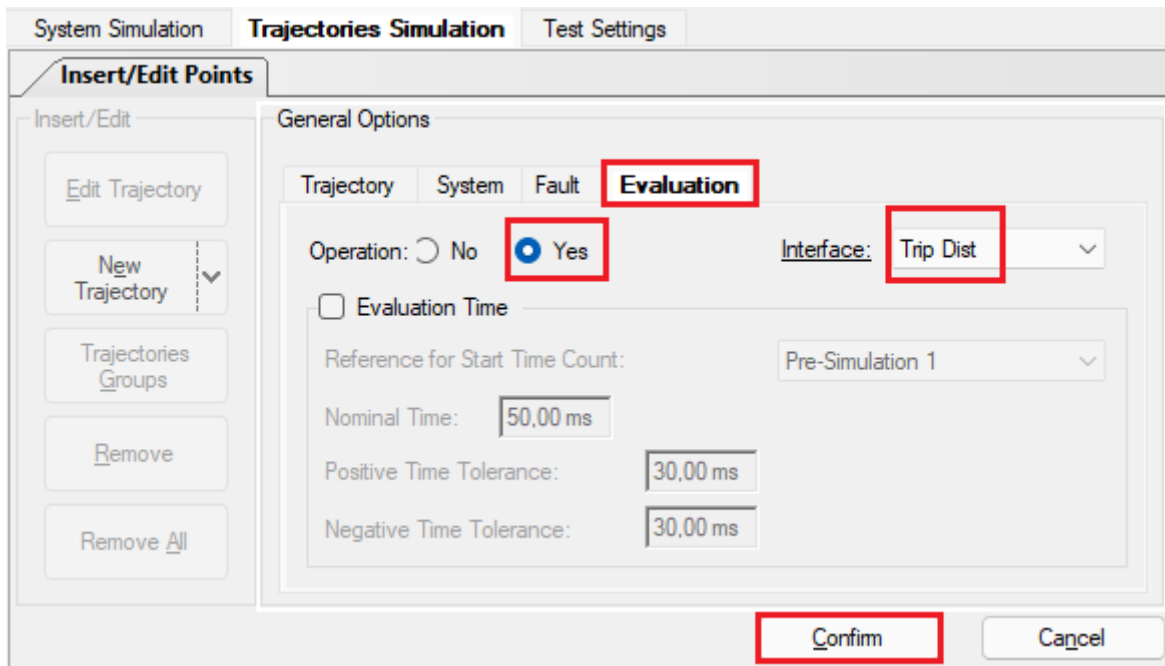 System Simulation Trajectories Simulation Test Settings
Insert/Edit Points
Insert/Edit
Edit Trajectory
New
Trajectory
Trajectories
Groups
Remove
Remove All
General Options
Trajectory System Fault Evaluation
Operation: No Yes Interface: Trip Dist
Evaluation Time
Reference for Start Time Count: Pre-Simulation 1
Nominal Time: 50,00 ms
Positive Time Tolerance: 30,00 ms
Negative Time Tolerance: 30,00 ms
Confirm Cancel